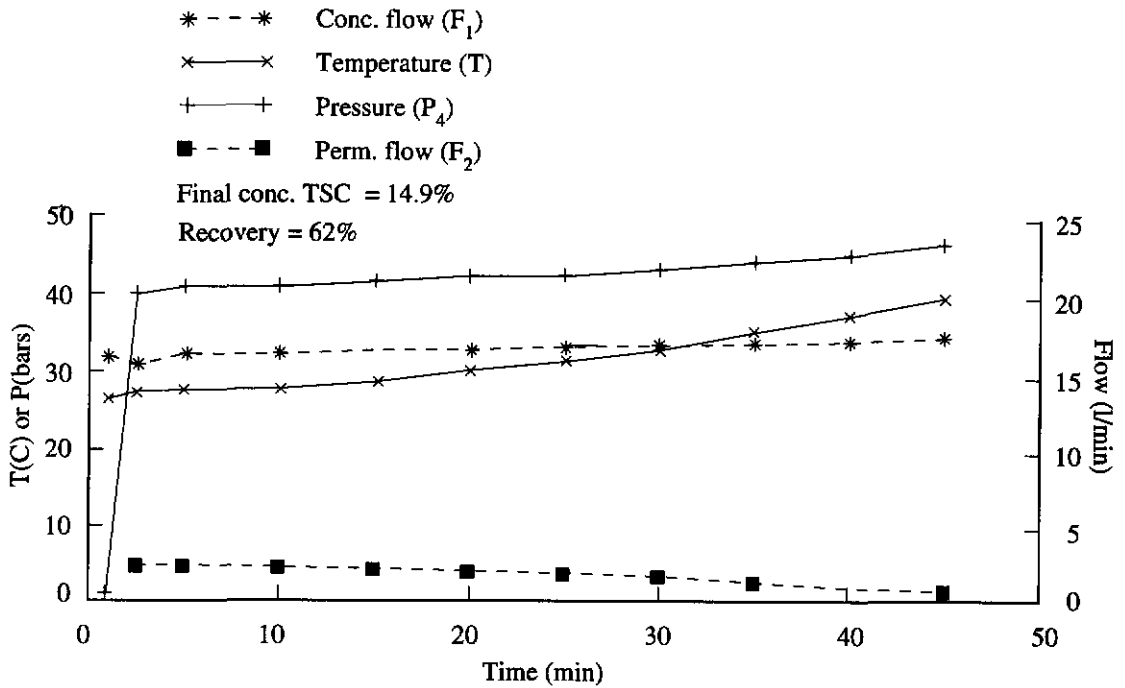 Conc. flow (F1)
Temperature (T)
Pressure (P4)
Perm. flow (F2)
Final conc. TSC = 14.9%
Recovery = 62%
50
40
30
20
10
0
T(C) or P(bars)
25
20
15
10
5
0
Flow (l/min)
0
10
20
30
40
50
Time (min)